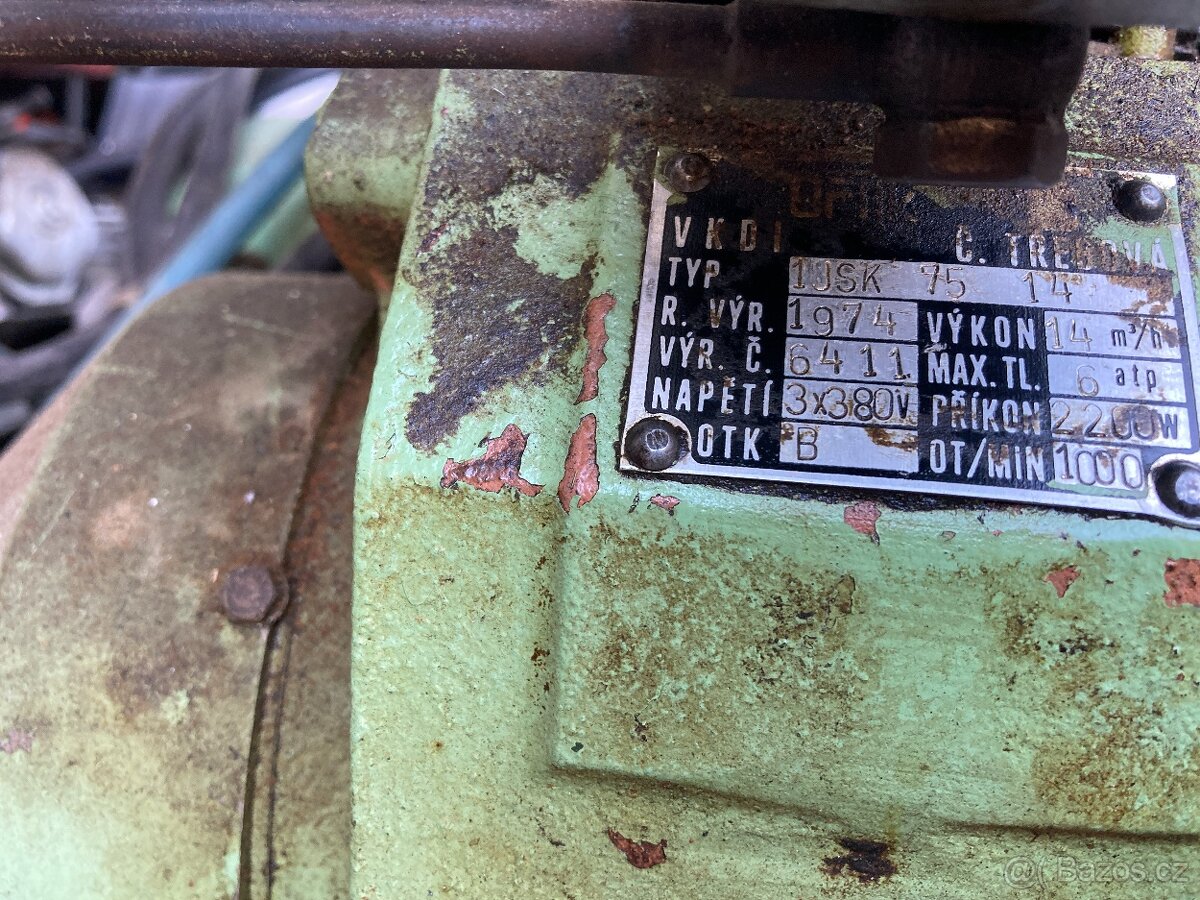 VKDI Č. TŘEBOVÁ
TYP 1JSK 75 14
R. VÝR. 1974 VÝKON 14 m³/h
VÝR. Č. 6411 MAX. TL. 6 atp
NAPĚTÍ 3x380V PŘÍKON 2200W
OTK B OT/MIN 1000
@( Bazos.cz